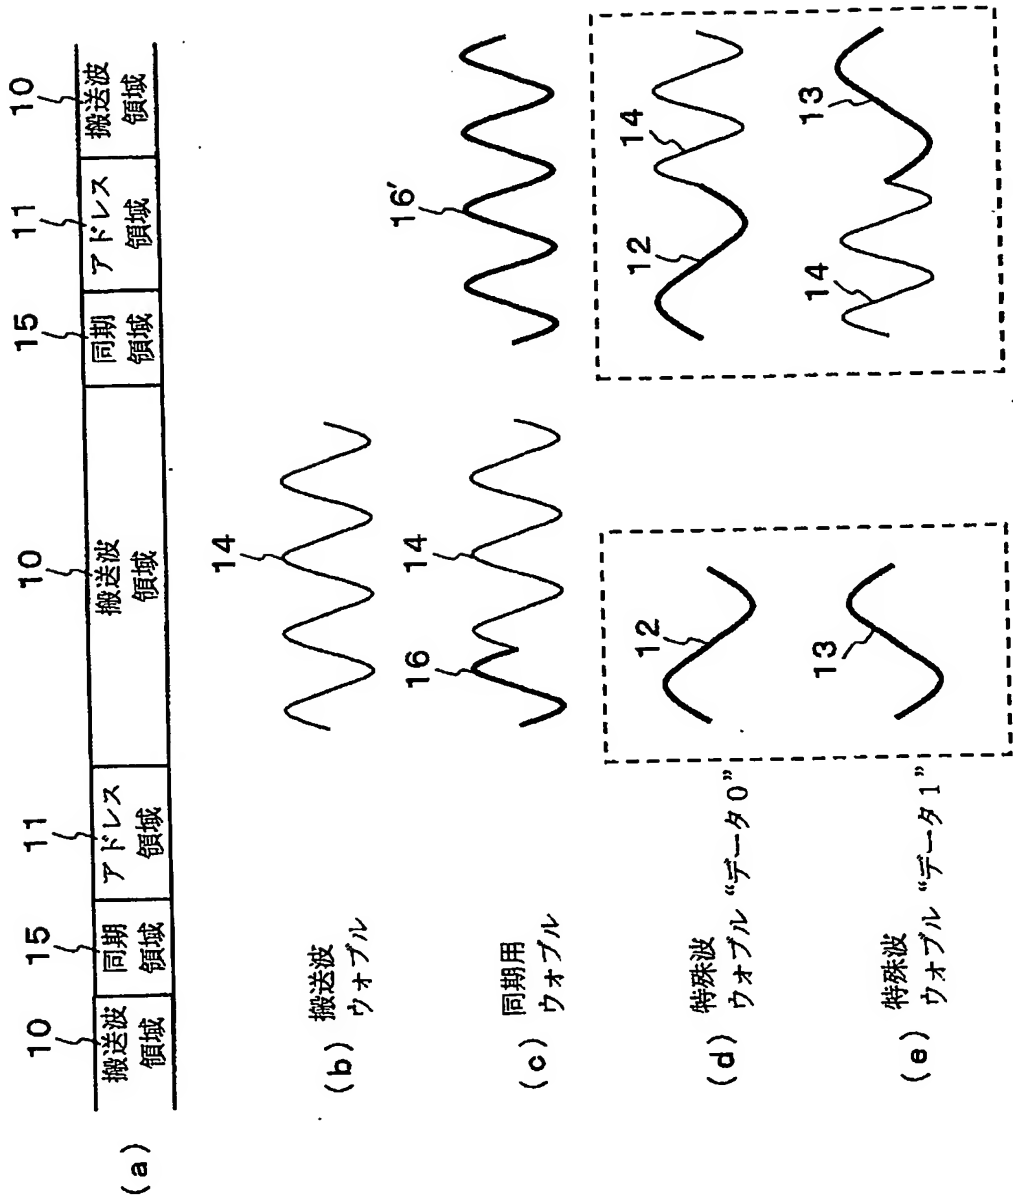 (a)
10
15
11
10
15
11
10
搬送波
領域
同期
領域
アドレス
領域
搬送波
領域
同期
領域
アドレス
領域
搬送波
領域
(b)
搬送波
ウォブル
14
(c)
同期用
ウォブル
16
14
16′
(d)
特殊波
ウォブル“データ0”
12
12
14
(e)
特殊波
ウォブル“データ1”
13
14
13